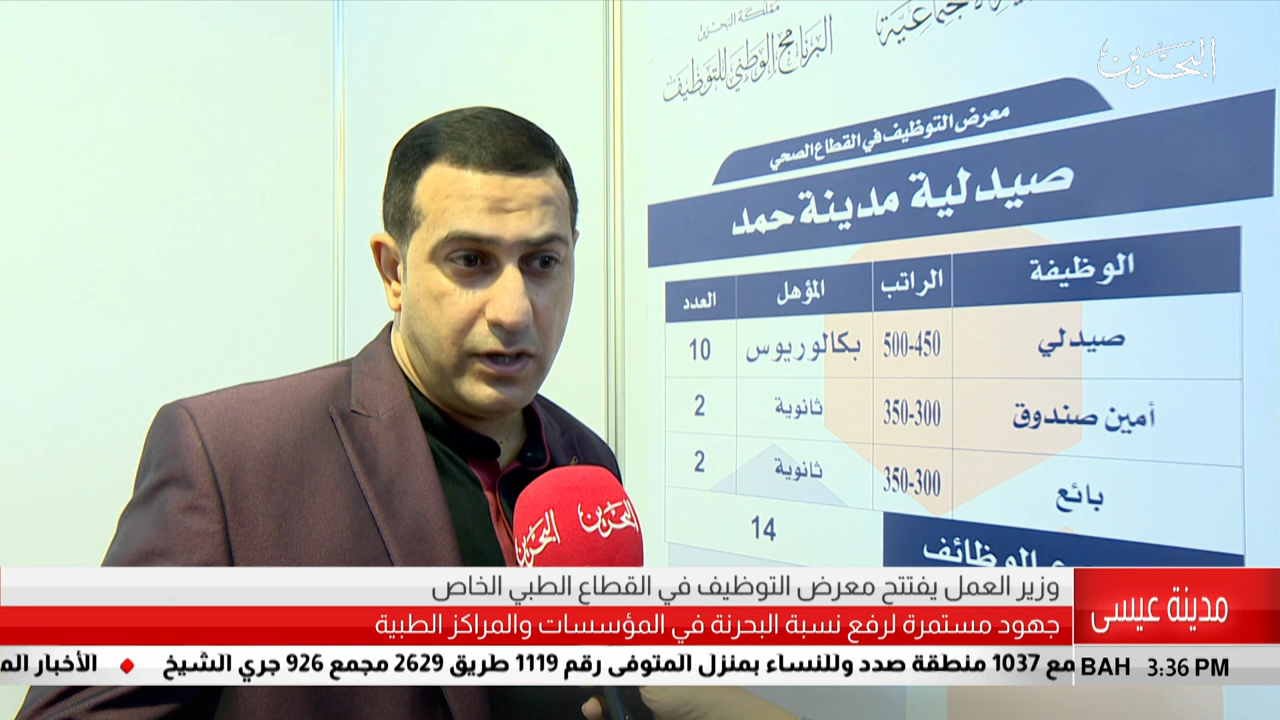 الاجتماعية
مملكة البحرين
البرنامج الوطني للتوظيف
البحرين
معرض التوظيف في القطاع الصحي
صيدلية مدينة حمد
الوظيفة الراتب المؤهل العدد
صيدلي 450-500 بكالوريوس 10
أمين صندوق 300-350 ثانوية 2
بائع 300-350 ثانوية 2
ع الوظائف 14
البحرين البحرين
وزير العمل يفتتح معرض التوظيف في القطاع الطبي الخاص
مدينة عيسى
جهود مستمرة لرفع نسبة البحرنة في المؤسسات والمراكز الطبية
BAH 3:36 PM
مع 1037 منطقة صدد وللنساء بمنزل المتوفى رقم 1119 طريق 2629 مجمع 926 جري الشيخ ♦ الأخبار الم